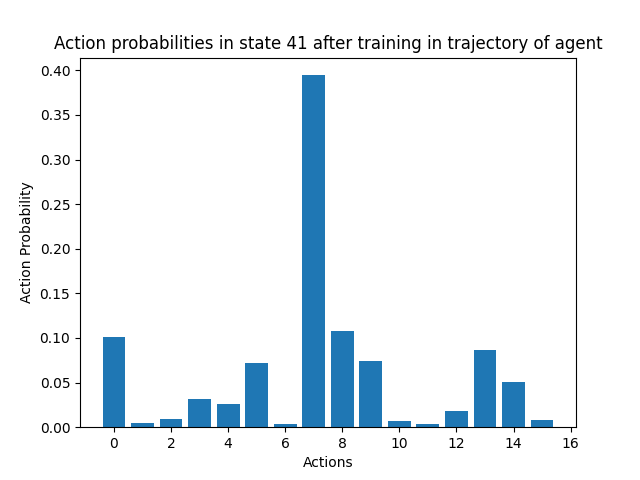 Action probabilities in state 41 after training in trajectory of agent
0.40
0.35
0.30
0.25
0.20
0.15
0.10
0.05
0.00
Action Probability
0 2 4 6 8 10 12 14 16
Actions